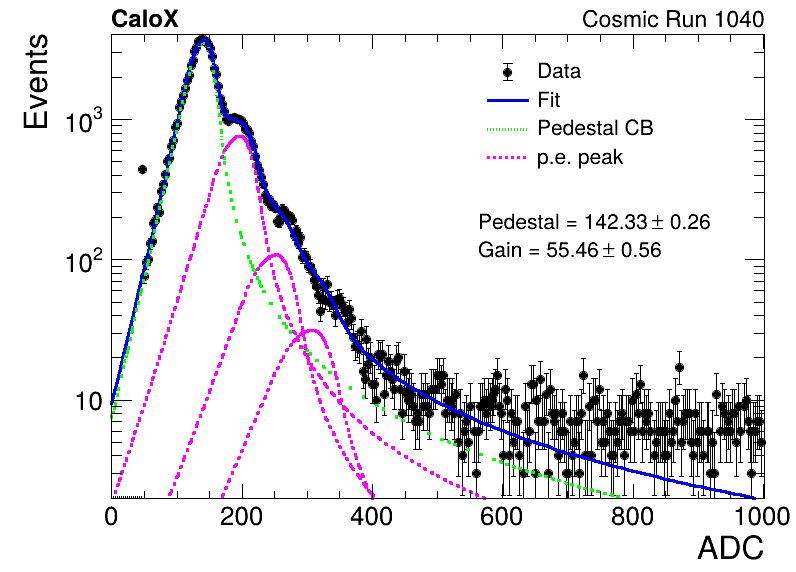 CaloX Cosmic Run 1040
Events
Data
Fit
Pedestal CB
p.e. peak
Pedestal = 142.33 ± 0.26
Gain = 55.46 ± 0.56
10³
10²
10
0 200 400 600 800 1000
ADC